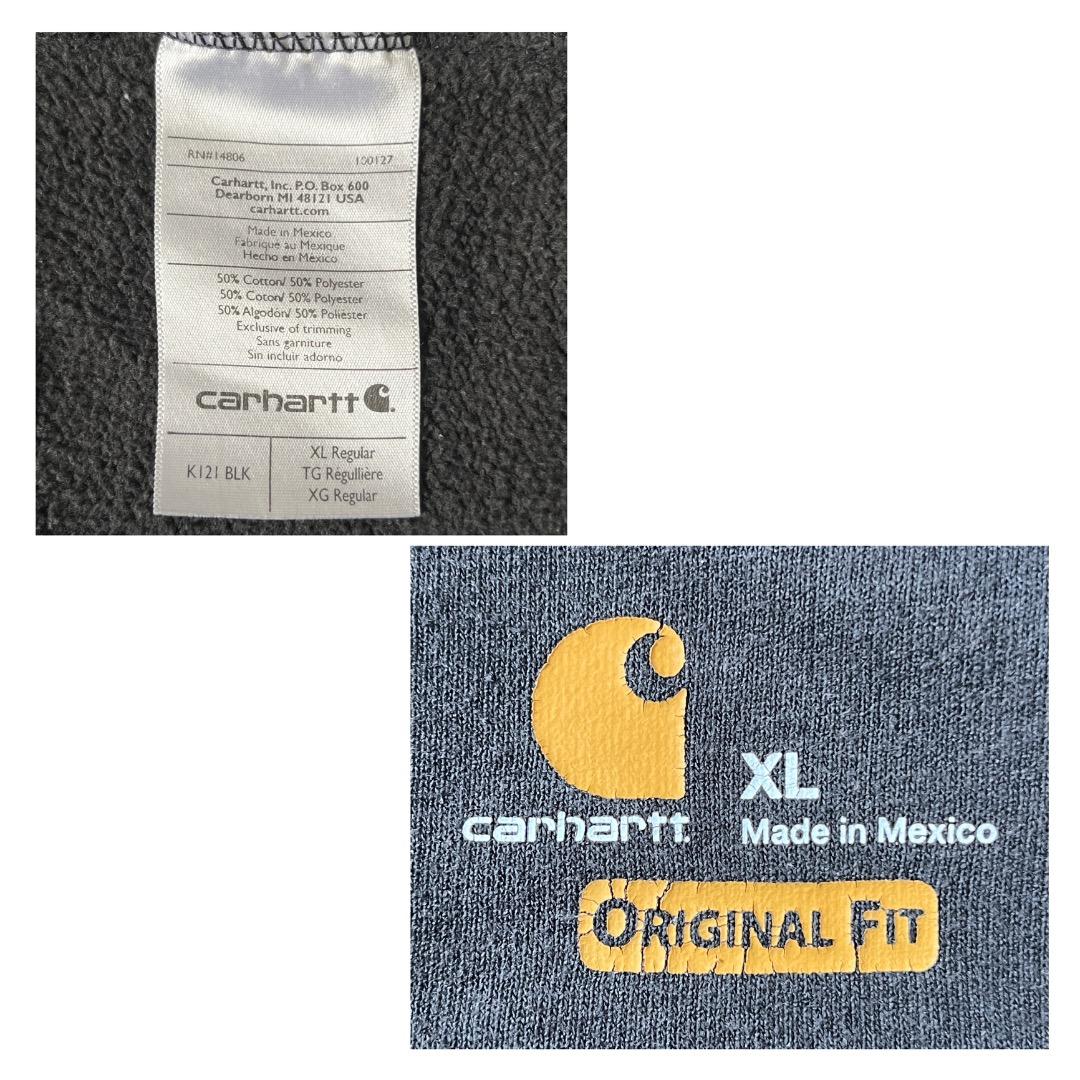 RN#14806 100127
Carhartt, Inc. P.O. Box 600
Dearborn MI 48121 USA
carhartt.com
Made in Mexico
Fabrique au Mexique
Hecho en Mexico
50% Cotton/ 50% Polyester
50% Coton/ 50% Polyester
50% Algodón/ 50% Poliéster
Exclusive of trimming
Sans garniture
Sin incluir adorno
carhartt
K121 BLK
XL Regular
TG Régullière
XG Regular
XL
carhartt
Made in Mexico
ORIGINAL FIT